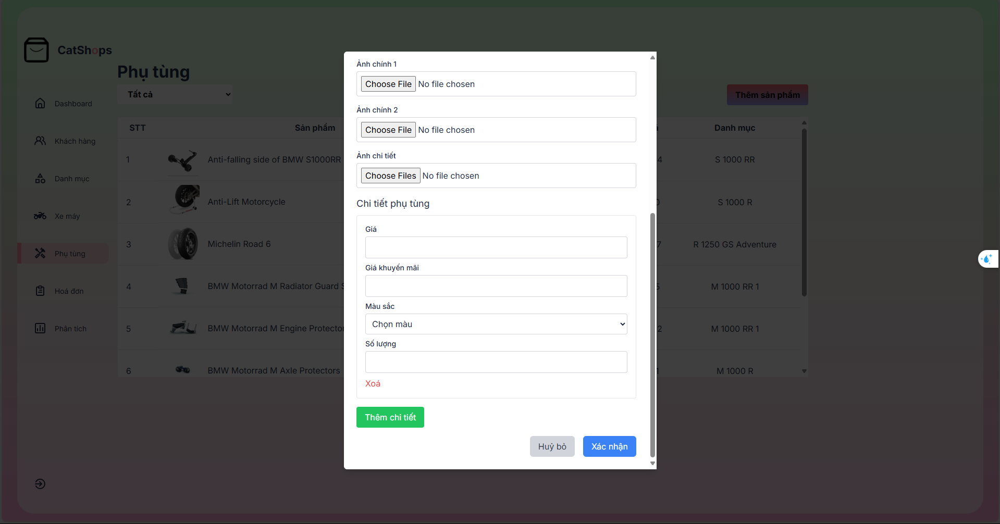 CatShops
Phụ tùng
Tất cả
Thêm sản phẩm
Dashboard
Khách hàng
Danh mục
Xe máy
Phụ tùng
Hoá đơn
Phân tích
STT Sản phẩm Danh mục
1 Anti-falling side of BMW S1000RR 4 S 1000 RR
2 Anti-Lift Motorcycle 0 S 1000 R
3 Michelin Road 6 7 R 1250 GS Adventure
4 BMW Motorrad M Radiator Guard 5 M 1000 RR 1
5 BMW Motorrad M Engine Protector 2 M 1000 RR 1
6 BMW Motorrad M Axle Protectors 1 M 1000 R
Ảnh chính 1
Choose File No file chosen
Ảnh chính 2
Choose File No file chosen
Ảnh chi tiết
Choose Files No file chosen
Chi tiết phụ tùng
Giá
Giá khuyến mãi
Màu sắc
Chọn màu
Số lượng
Xoá
Thêm chi tiết
Huỷ bỏ
Xác nhận